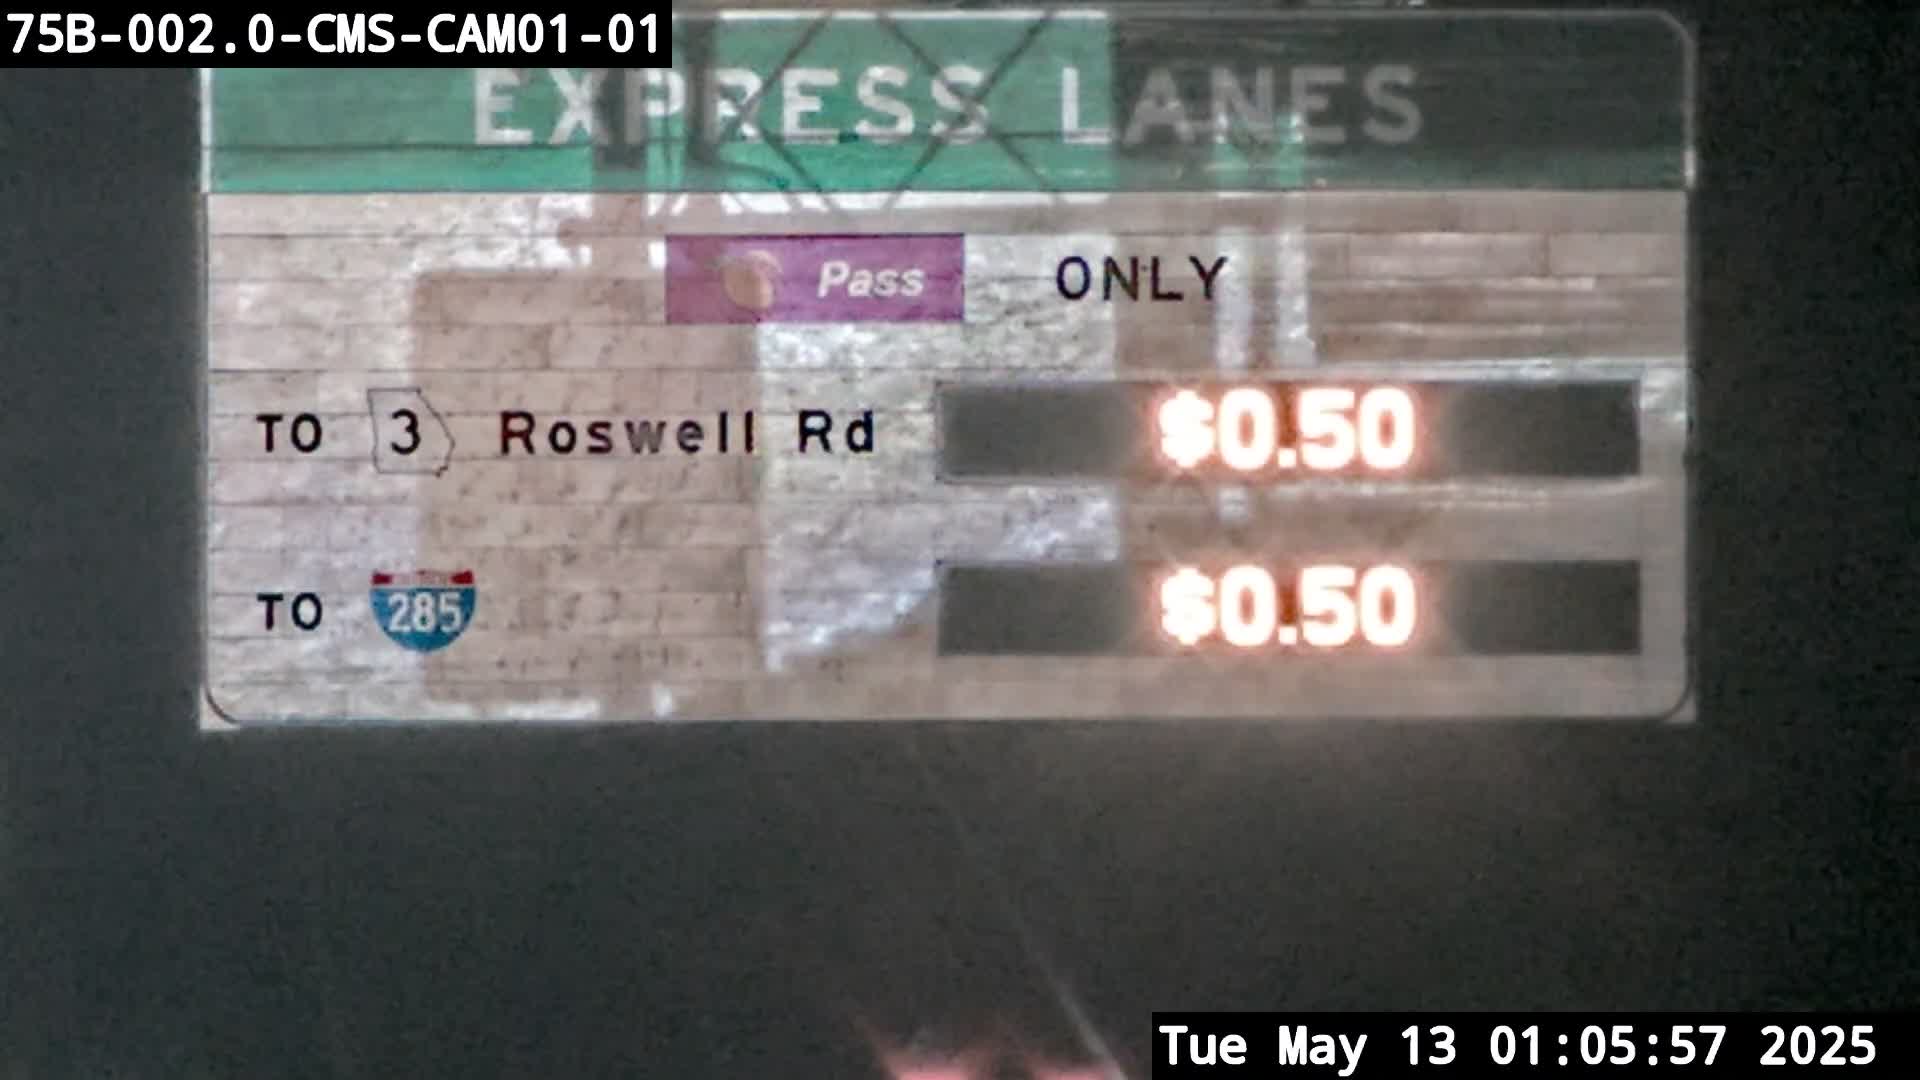 75B-002.0-CMS-CAM01-01
EXPRESS LANES
Pass ONLY
TO 3 Roswell Rd $0.50
TO 285 $0.50
Tue May 13 01:05:57 2025